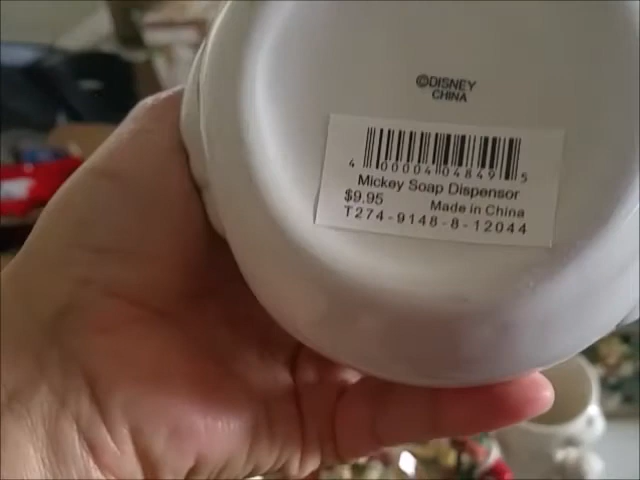 ©DISNEY
CHINA
4 00004 04849 5
Mickey Soap Dispensor
$9.95 Made in China
T274-9148-8-12044